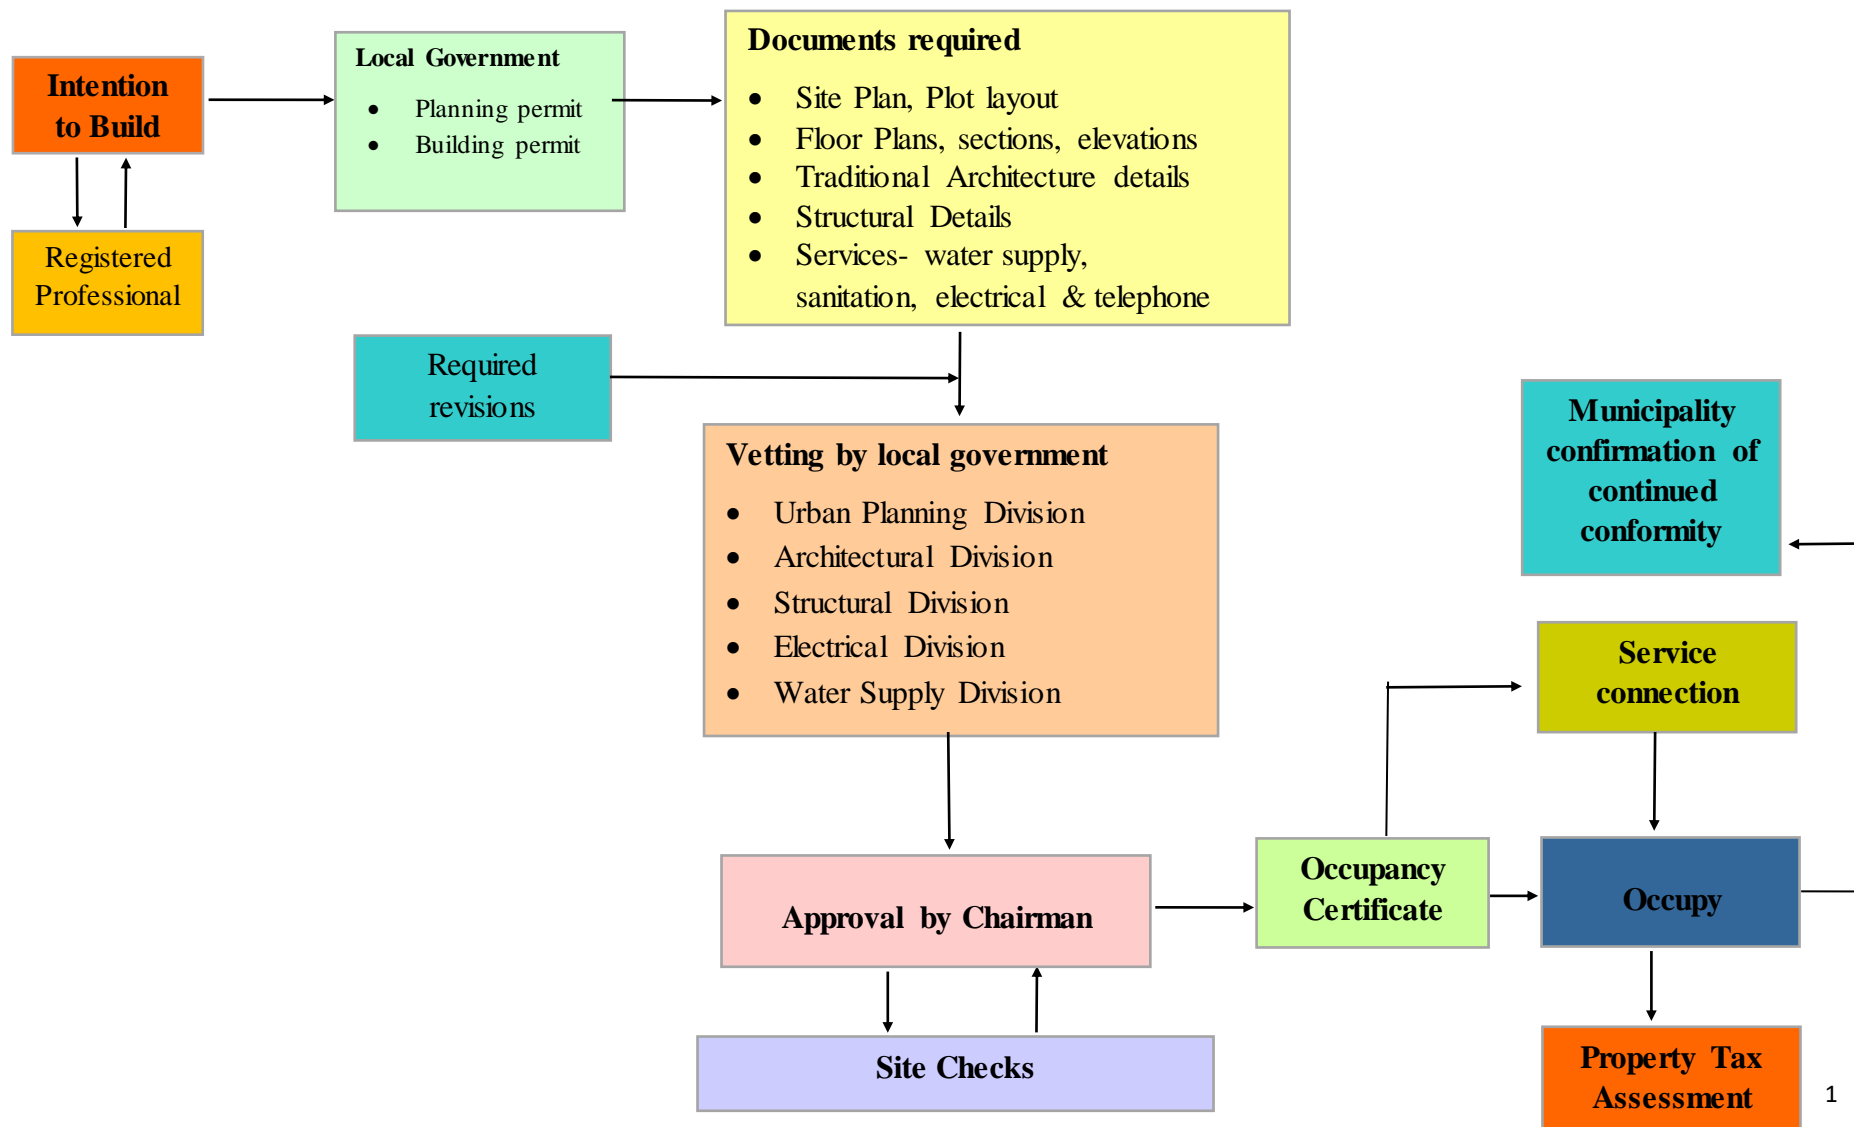 Intention
to Build
Registered
Professional
Local Government
• Planning permit
• Building permit
Documents required
• Site Plan, Plot layout
• Floor Plans, sections, elevations
• Traditional Architecture details
• Structural Details
• Services- water supply,
sanitation, electrical & telephone
Required
revisions
Vetting by local government
• Urban Planning Division
• Architectural Division
• Structural Division
• Electrical Division
• Water Supply Division
Municipality
confirmation of
continued
conformity
Service
connection
Approval by Chairman
Occupancy
Certificate
Occupy
Site Checks
Property Tax
Assessment
1